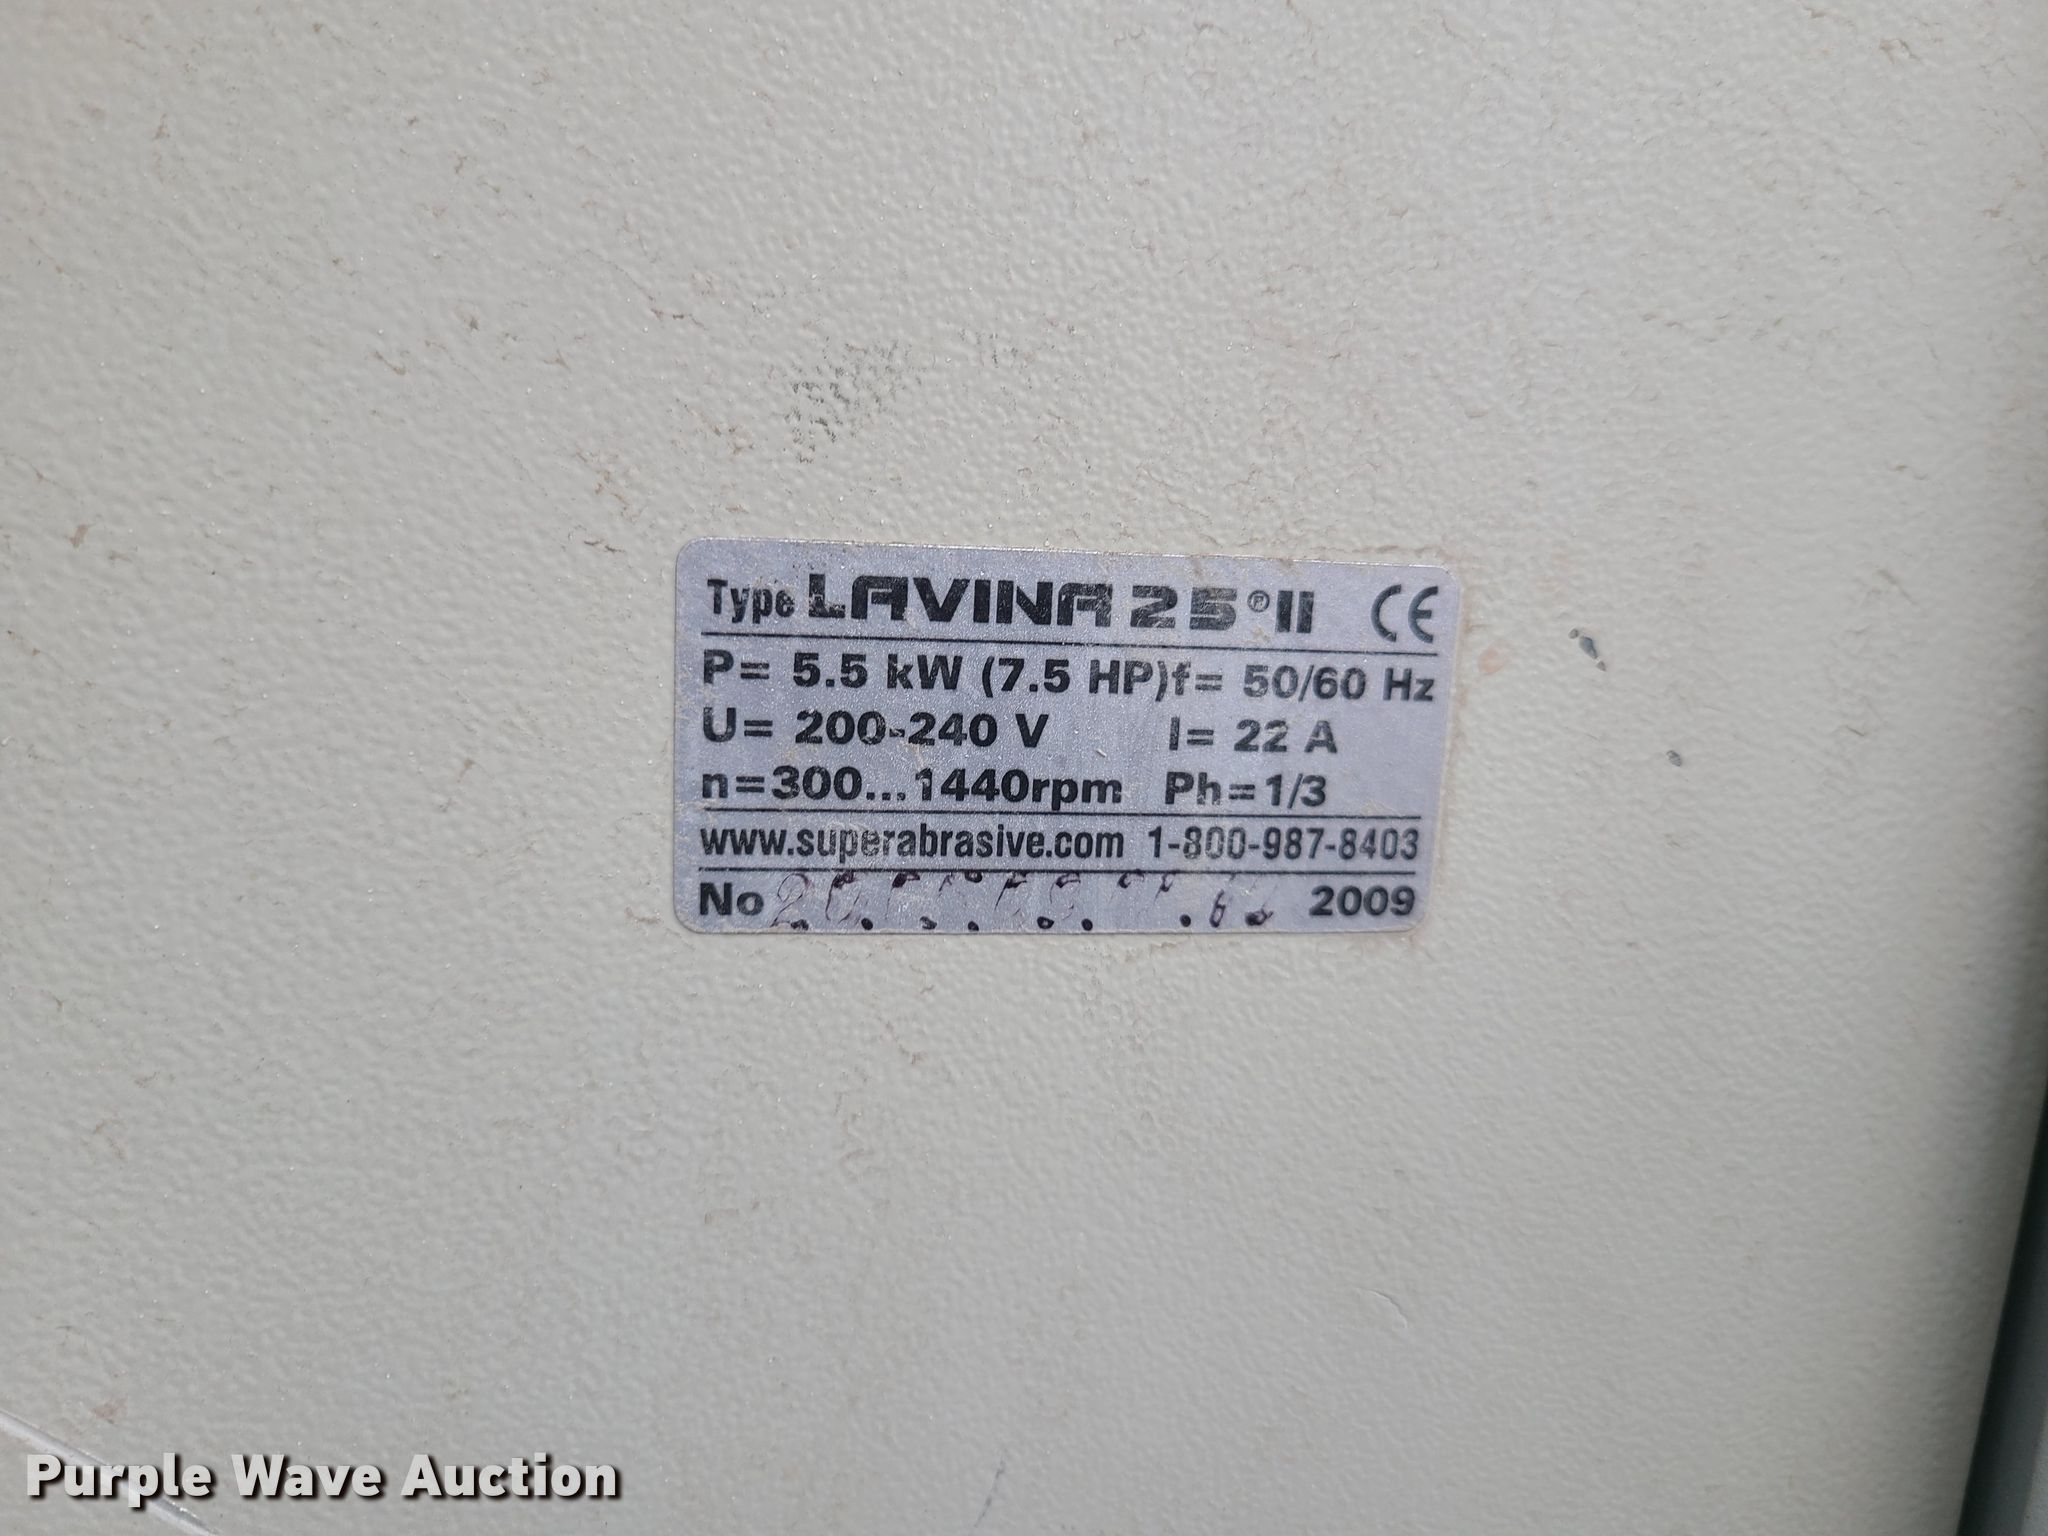 Type LAVINA 25® II CE
P= 5.5 kW (7.5 HP) f= 50/60 Hz
U= 200-240 V I= 22 A
n=300...1440rpm Ph=1/3
www.superabrasive.com 1-800-987-8403
No 2009
Purple Wave Auction